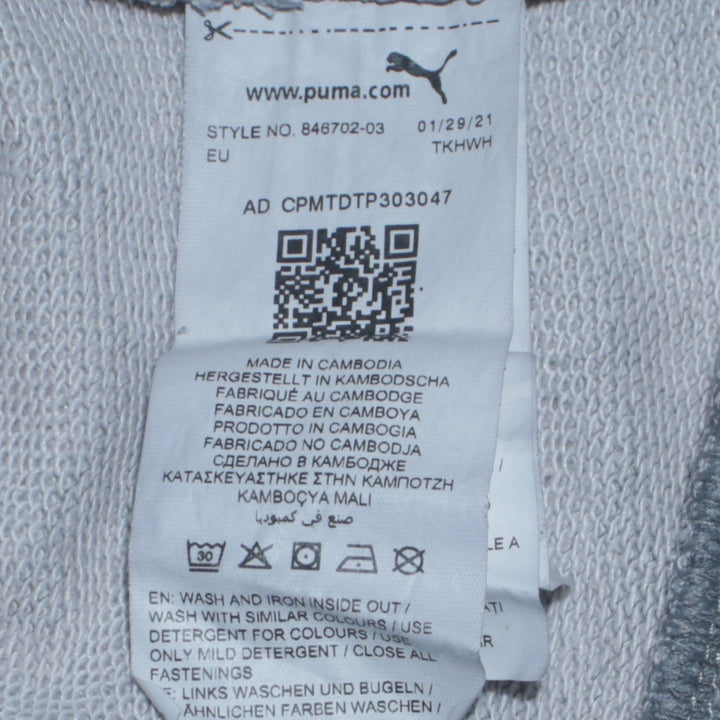 www.puma.com
STYLE NO. 846702-03 01/29/21
EU TKHWH
AD CPMTDTP303047
MADE IN CAMBODIA
HERGESTELLT IN KAMBODSCHA
FABRIQUÉ AU CAMBODGE
FABRICADO EN CAMBOYA
PRODOTTO IN CAMBOGIA
FABRICADO NO CAMBODJA
СДЕЛАНО В КАМБОДЖЕ
ΚΑΤΑΣΚΕΥΑΣΤΗΚΕ ΣΤΗΝ ΚΑΜΠΟΤΖΗ
KAMBOÇYA MALI
صنع في كمبوديا
30
EN: WASH AND IRON INSIDE OUT /
WASH WITH SIMILAR COLOURS / USE
DETERGENT FOR COLOURS / USE
ONLY MILD DETERGENT / CLOSE ALL
FASTENINGS
LINKS WASCHEN UND BUGELN /
ÄHNLICHEN FARBEN WASCHEN /